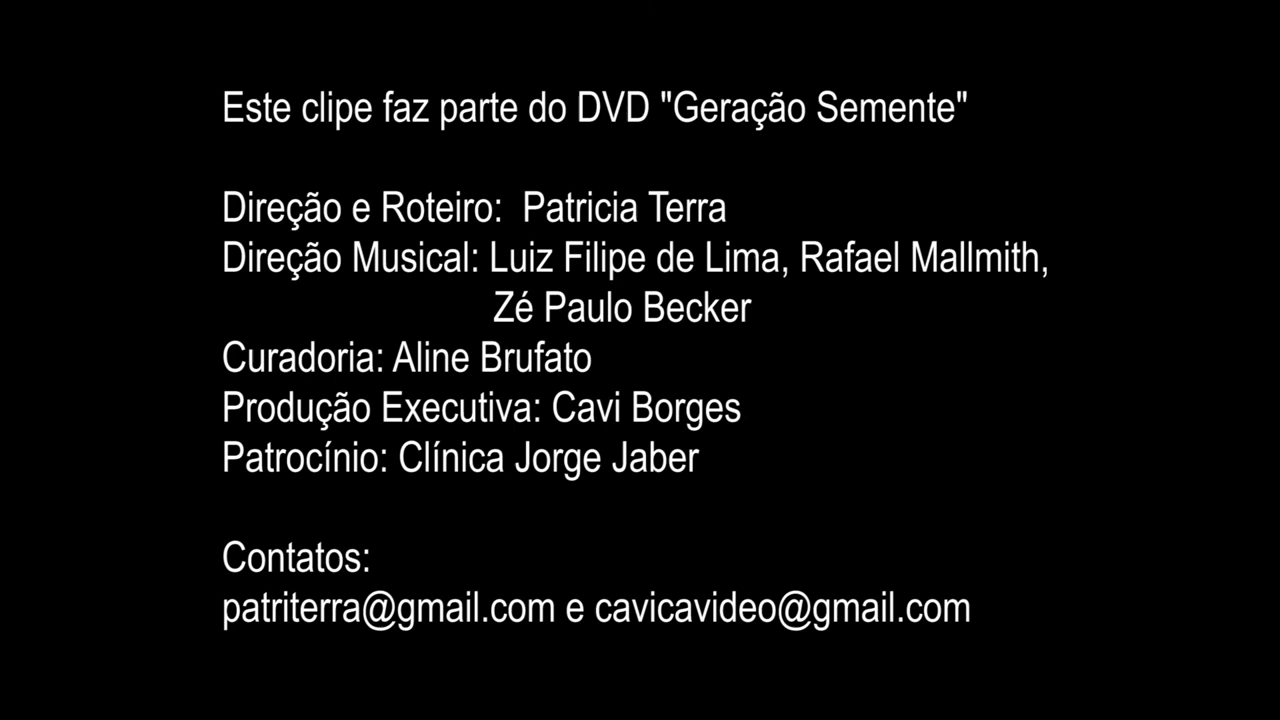 Este clipe faz parte do DVD "Geração Semente"
Direção e Roteiro:  Patricia Terra
Direção Musical: Luiz Filipe de Lima, Rafael Mallmith,
Zé Paulo Becker
Curadoria: Aline Brufato
Produção Executiva: Cavi Borges
Patrocínio: Clínica Jorge Jaber
Contatos:
patriterra@gmail.com e cavicavideo@gmail.com